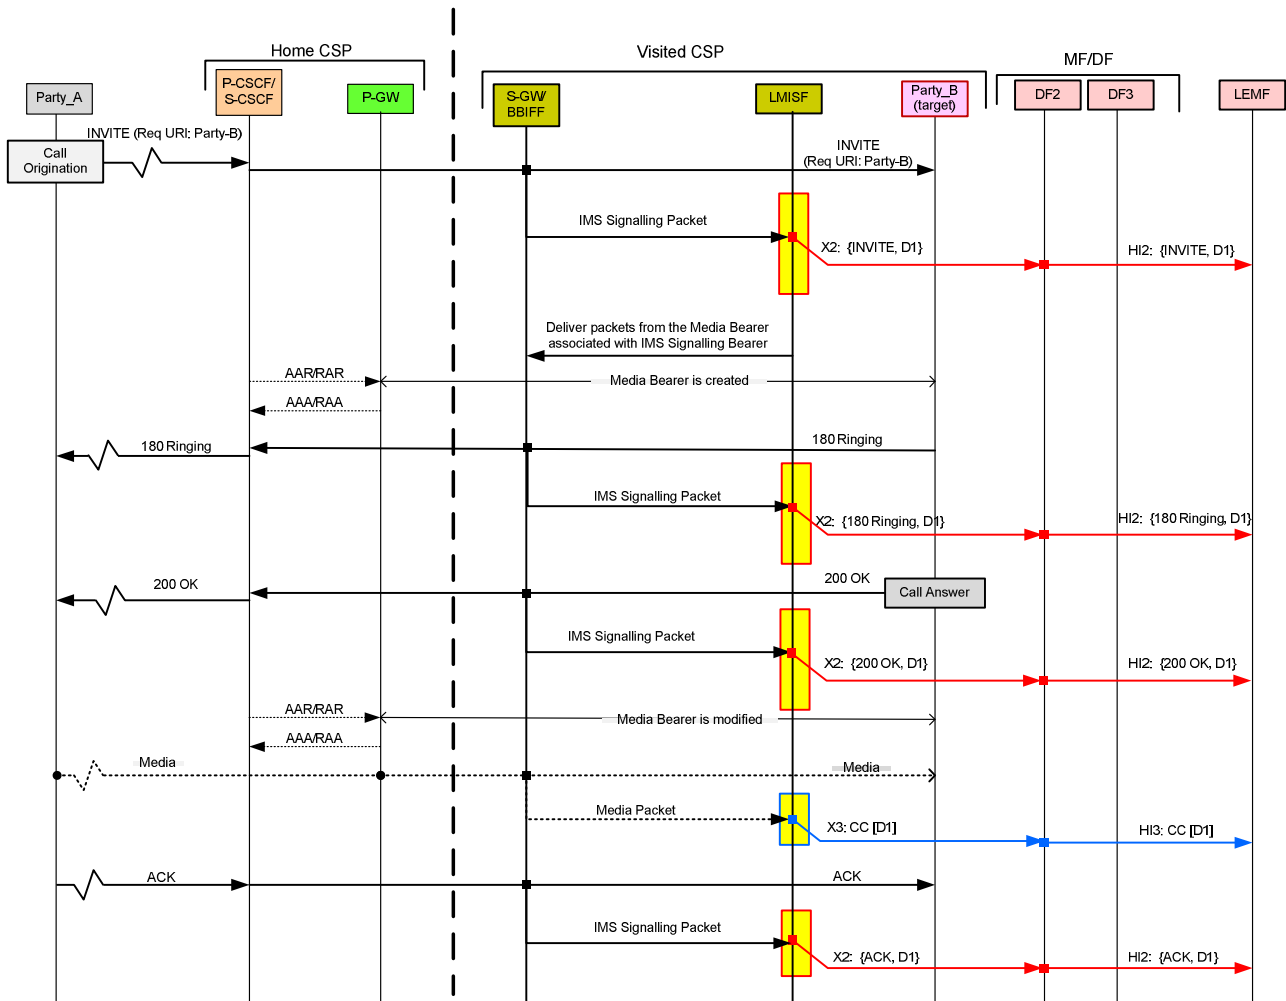 Home CSP
Visited CSP
MF/DF
Party_A
P-CSCF/
S-CSCF
P-GW
S-GW/
BBIFF
LMISF
Party_B
(target)
DF2
DF3
LEMF
INVITE (Req URI: Party-B)
Call
Origination
INVITE
(Req URI: Party-B)
IMS Signalling Packet
X2:  {INVITE, D1}
HI2:  {INVITE, D1}
Deliver packets from the Media Bearer
associated with IMS Signalling Bearer
AAR/RAR
Media Bearer is created
AAA/RAA
180 Ringing
180 Ringing
IMS Signalling Packet
X2:  {180 Ringing, D1}
HI2:  {180 Ringing, D1}
200 OK
200 OK
Call Answer
IMS Signalling Packet
X2:  {200 OK, D1}
HI2:  {200 OK, D1}
AAR/RAR
Media Bearer is modified
AAA/RAA
Media
Media
Media Packet
X3: CC [D1]
HI3: CC [D1]
ACK
ACK
IMS Signalling Packet
X2:  {ACK, D1}
HI2:  {ACK, D1}